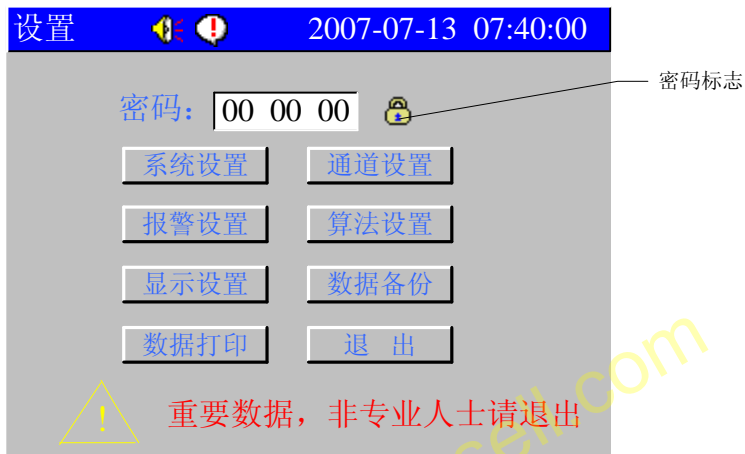 设置 2007-07-13 07:40:00
密码标志
密码： 00 00 00
系统设置 通道设置
报警设置 算法设置
显示设置 数据备份
数据打印 退 出
! 重要数据，非专业人士请退出
sell.com